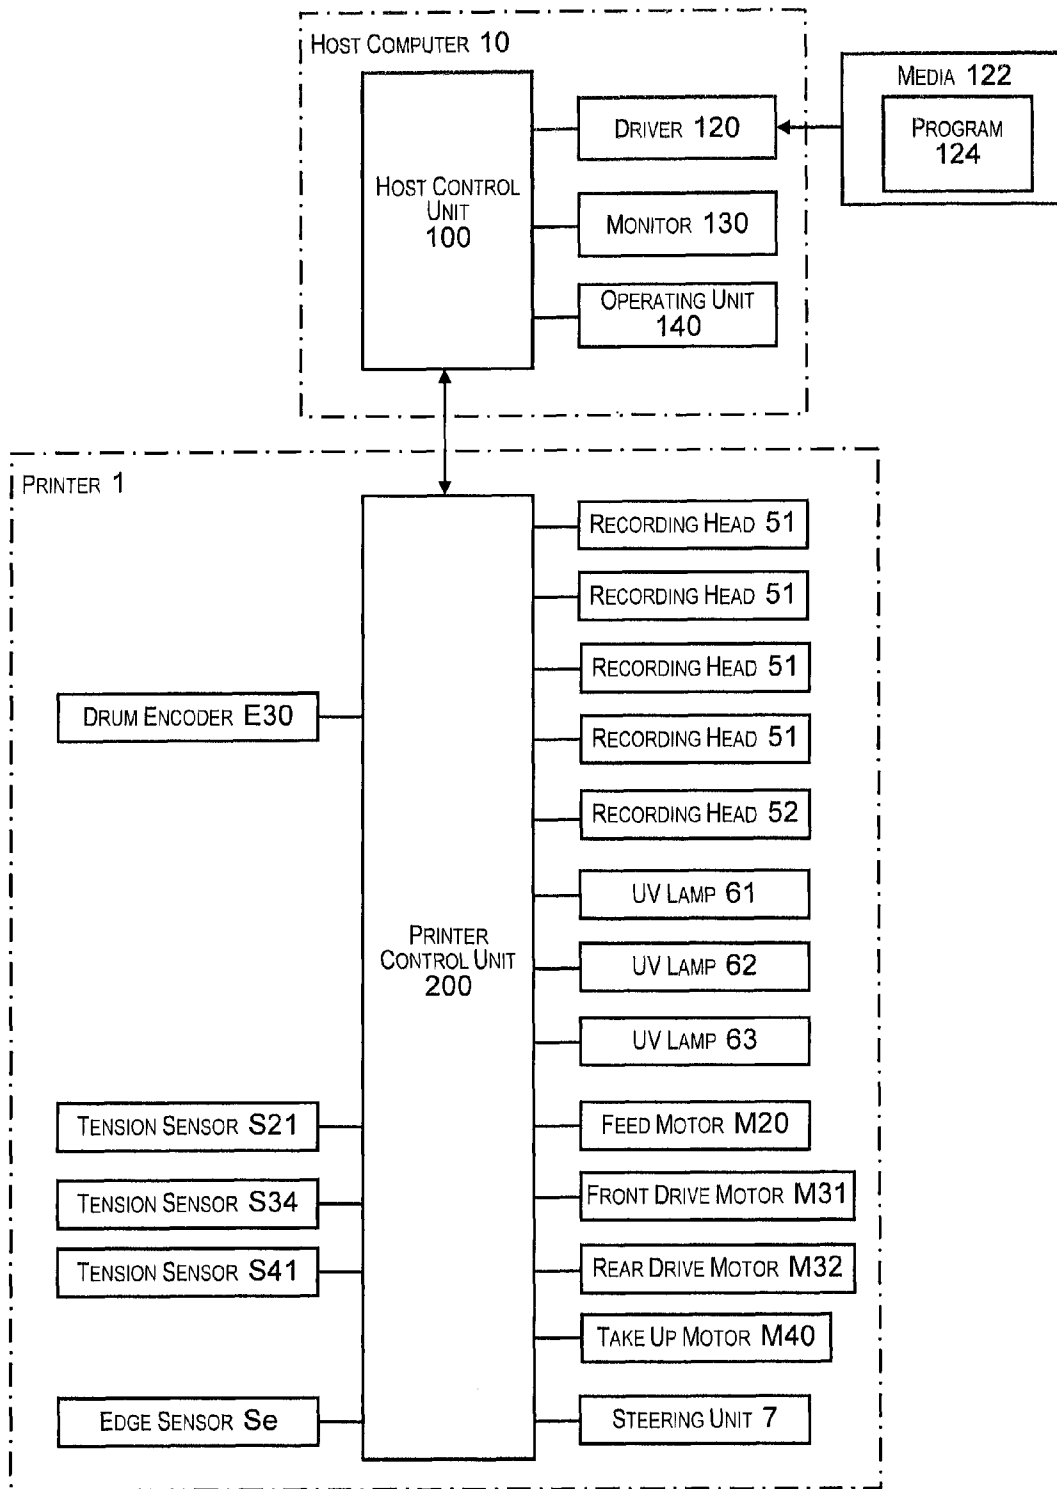 HOST COMPUTER 10
HOST CONTROL
UNIT
100
DRIVER 120
MONITOR 130
OPERATING UNIT
140
MEDIA 122
PROGRAM
124
PRINTER 1
PRINTER
CONTROL UNIT
200
DRUM ENCODER E30
TENSION SENSOR S21
TENSION SENSOR S34
TENSION SENSOR S41
EDGE SENSOR Se
RECORDING HEAD 51
RECORDING HEAD 51
RECORDING HEAD 51
RECORDING HEAD 51
RECORDING HEAD 52
UV LAMP 61
UV LAMP 62
UV LAMP 63
FEED MOTOR M20
FRONT DRIVE MOTOR M31
REAR DRIVE MOTOR M32
TAKE UP MOTOR M40
STEERING UNIT 7